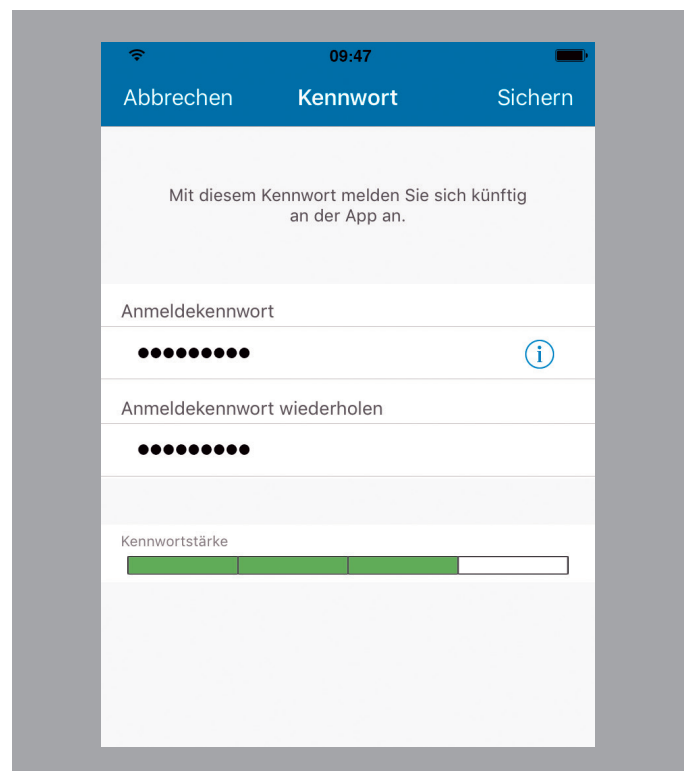 09:47
Abbrechen Kennwort Sichern
Mit diesem Kennwort melden Sie sich künftig
an der App an.
Anmeldekennwort
●●●●●●●●●
i
Anmeldekennwort wiederholen
●●●●●●●●●
Kennwortstärke